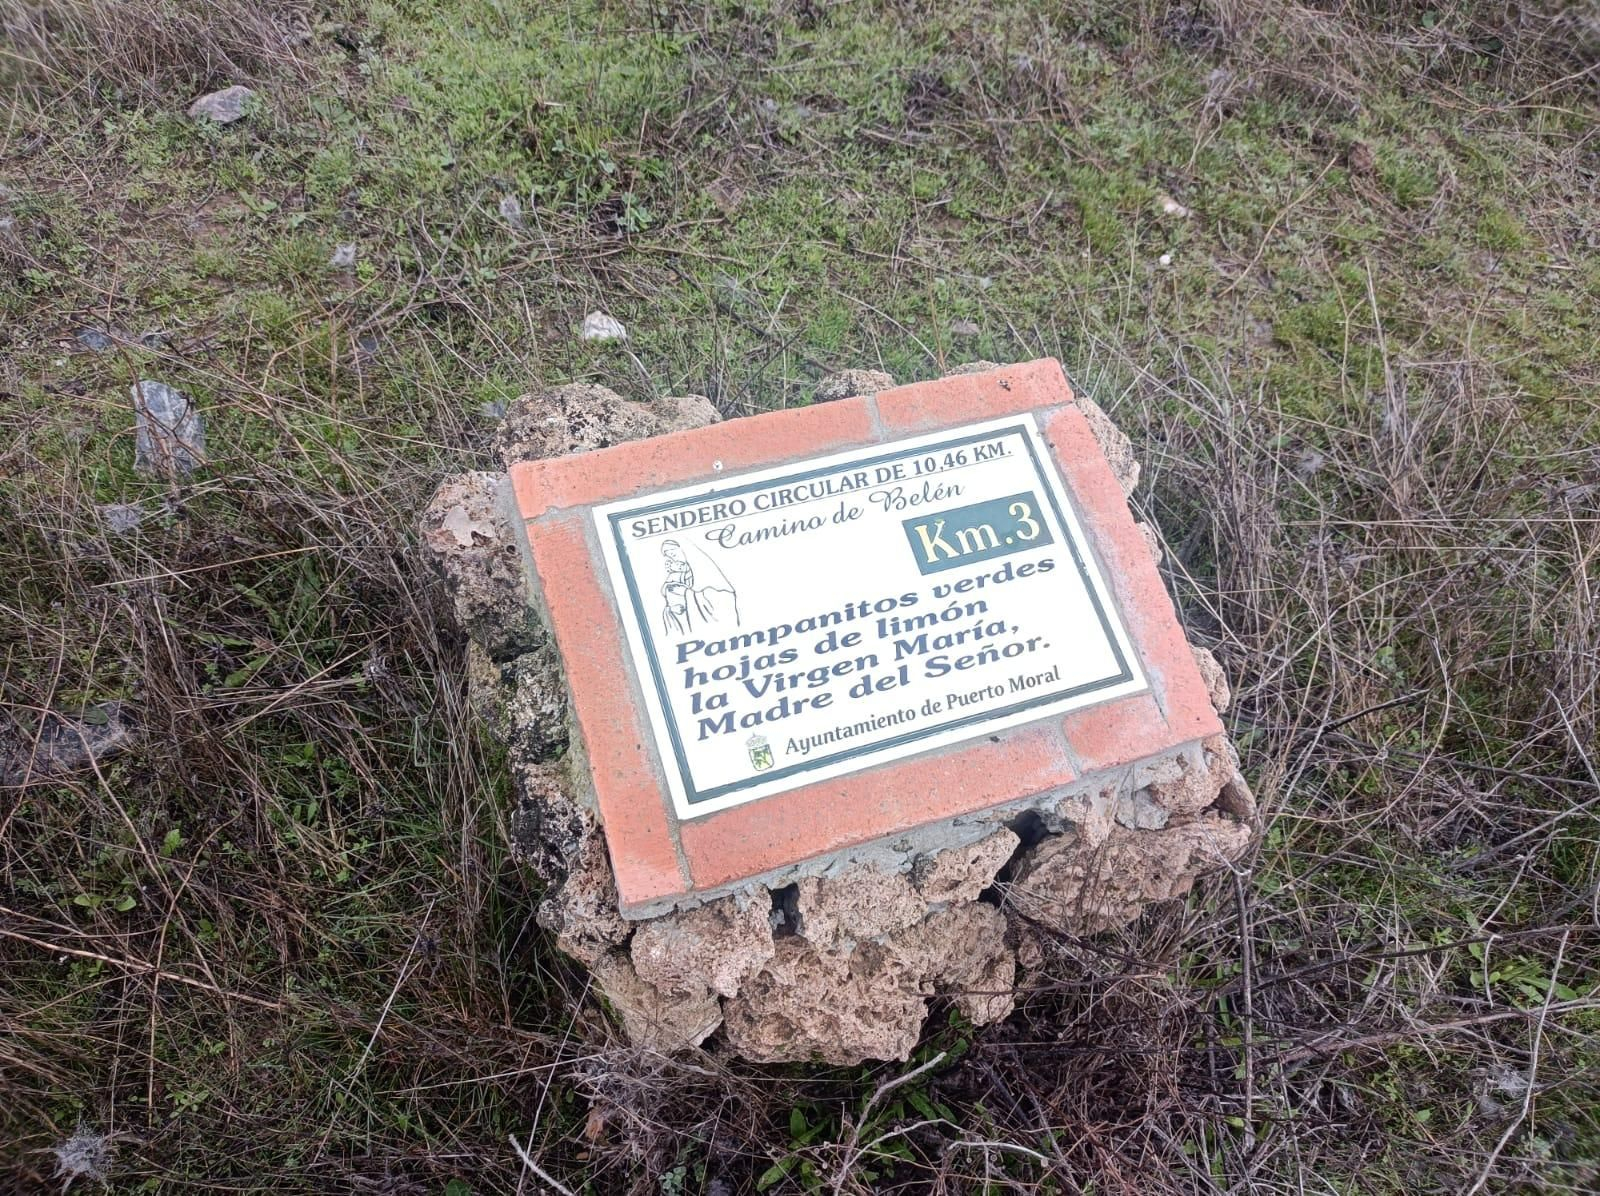 SENDERO CIRCULAR DE 10,46 KM.
Camino de Belén
Km.3
Pampanitos verdes
hojas de limón
la Virgen María,
Madre del Señor.
Ayuntamiento de Puerto Moral